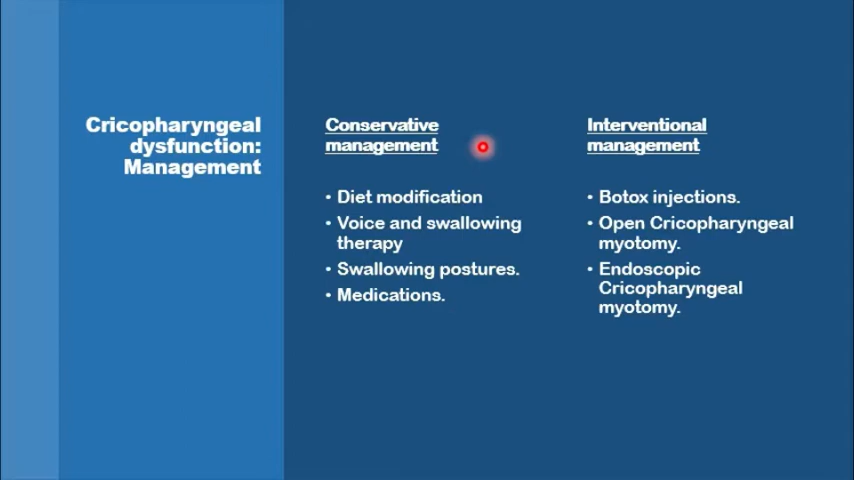 Cricopharyngeal
dysfunction:
Management
Conservative
management
• Diet modification
• Voice and swallowing
therapy
• Swallowing postures.
• Medications.
Interventional
management
• Botox injections.
• Open Cricopharyngeal
myotomy.
• Endoscopic
Cricopharyngeal
myotomy.